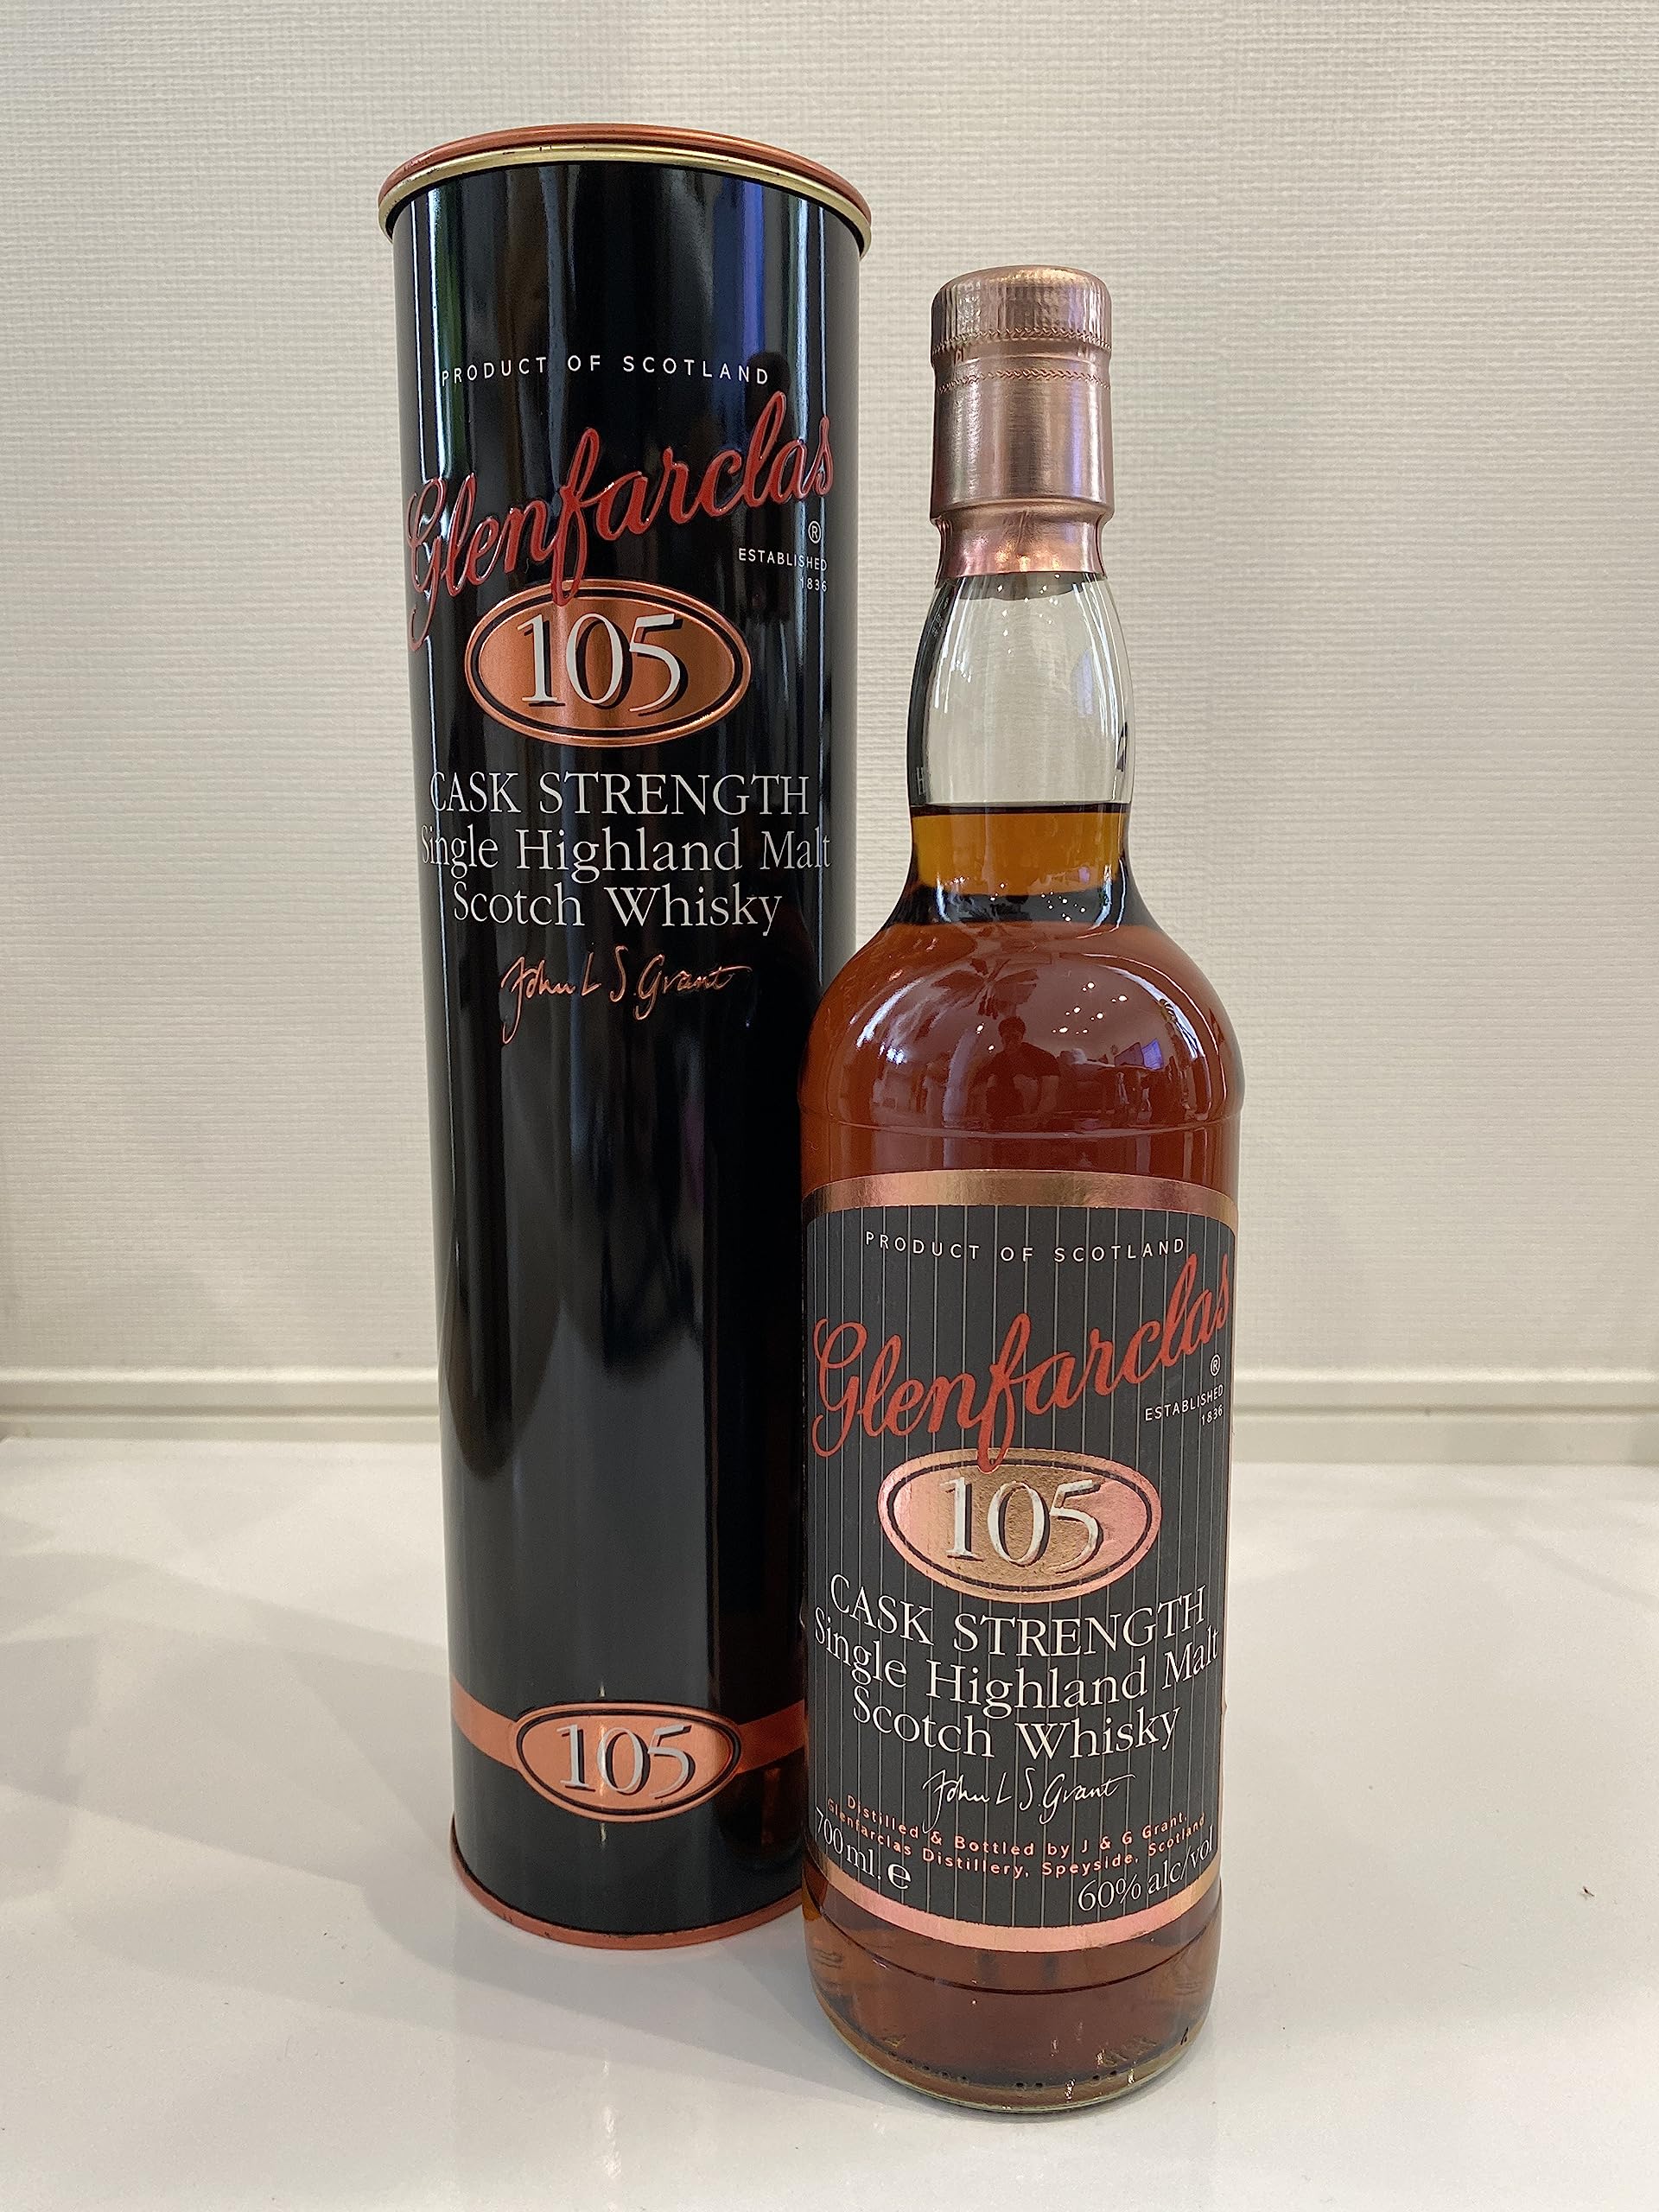 PRODUCT OF SCOTLAND
Glenfarclas
®
ESTABLISHED
1836
105
CASK STRENGTH
Single Highland Malt
Scotch Whisky
John L S. Grant
105
PRODUCT OF SCOTLAND
Glenfarclas
®
ESTABLISHED
1836
105
CASK STRENGTH
Single Highland Malt
Scotch Whisky
John L S. Grant
Distilled & Bottled by J & G Grant,
Glenfarclas Distillery, Speyside, Scotland
700ml. e
60% alc/vol